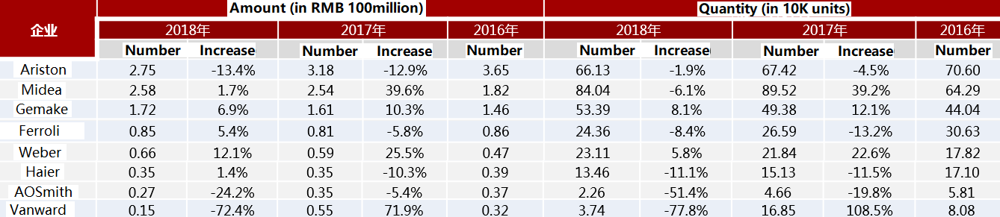 企业 Amount (in RMB 100million) Quantity (in 10K units)
2018年 2017年 2016年 2018年 2017年 2016年
Number Increase Number Increase Number Number Increase Number Increase Number
Ariston 2.75 -13.4% 3.18 -12.9% 3.65 66.13 -1.9% 67.42 -4.5% 70.60
Midea 2.58 1.7% 2.54 39.6% 1.82 84.04 -6.1% 89.52 39.2% 64.29
Gemake 1.72 6.9% 1.61 10.3% 1.46 53.39 8.1% 49.38 12.1% 44.04
Ferroli 0.85 5.4% 0.81 -5.8% 0.86 24.36 -8.4% 26.59 -13.2% 30.63
Weber 0.66 12.1% 0.59 25.5% 0.47 23.11 5.8% 21.84 22.6% 17.82
Haier 0.35 1.4% 0.35 -10.3% 0.39 13.46 -11.1% 15.13 -11.5% 17.10
AOSmith 0.27 -24.2% 0.35 -5.4% 0.37 2.26 -51.4% 4.66 -19.8% 5.81
Vanward 0.15 -72.4% 0.55 71.9% 0.32 3.74 -77.8% 16.85 108.5% 8.08